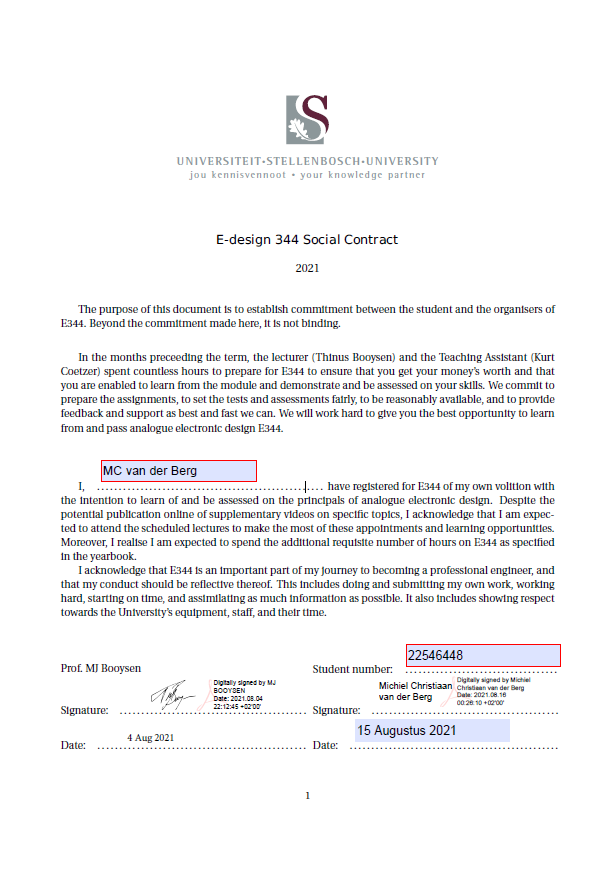 UNIVERSITEIT•STELLENBOSCH•UNIVERSITY
jou kennisvennoot • your knowledge partner
E-design 344 Social Contract
2021
The purpose of this document is to establish commitment between the student and the organisers of
E344. Beyond the commitment made here, it is not binding.
In the months preceeding the term, the lecturer (Thinus Booysen) and the Teaching Assistant (Kurt
Coetzer) spent countless hours to prepare for E344 to ensure that you get your money's worth and that
you are enabled to learn from the module and demonstrate and be assessed on your skills. We commit to
prepare the assignments, to set the tests and assessments fairly, to be reasonably available, and to provide
feedback and support as best and fast we can. We will work hard to give you the best opportunity to learn
from and pass analogue electronic design E344.
MC van der Berg
I, ................................................ have registered for E344 of my own volition with
the intention to learn of and be assessed on the principals of analogue electronic design. Despite the
potential publication online of supplementary videos on specific topics, I acknowledge that I am expec-
ted to attend the scheduled lectures to make the most of these appointments and learning opportunities.
Moreover, I realise I am expected to spend the additional requisite number of hours on E344 as specified
in the yearbook.
I acknowledge that E344 is an important part of my journey to becoming a professional engineer, and
that my conduct should be reflective thereof. This includes doing and submitting my own work, working
hard, starting on time, and assimilating as much information as possible. It also includes showing respect
towards the University's equipment, staff, and their time.
Prof. MJ Booysen
Signature: ........................................
Digitally signed by MJ
BOOYSEN
Date: 2021.08.04
22:12:45 +02'00'
Date: ........................................
4 Aug 2021
22546448
Student number: ................................
Michiel Christiaan
van der Berg
Digitally signed by Michiel
Christiaan van der Berg
Date: 2021.08.16
00:26:10 +02'00'
Signature: ........................................
15 Augustus 2021
Date: ........................................
1